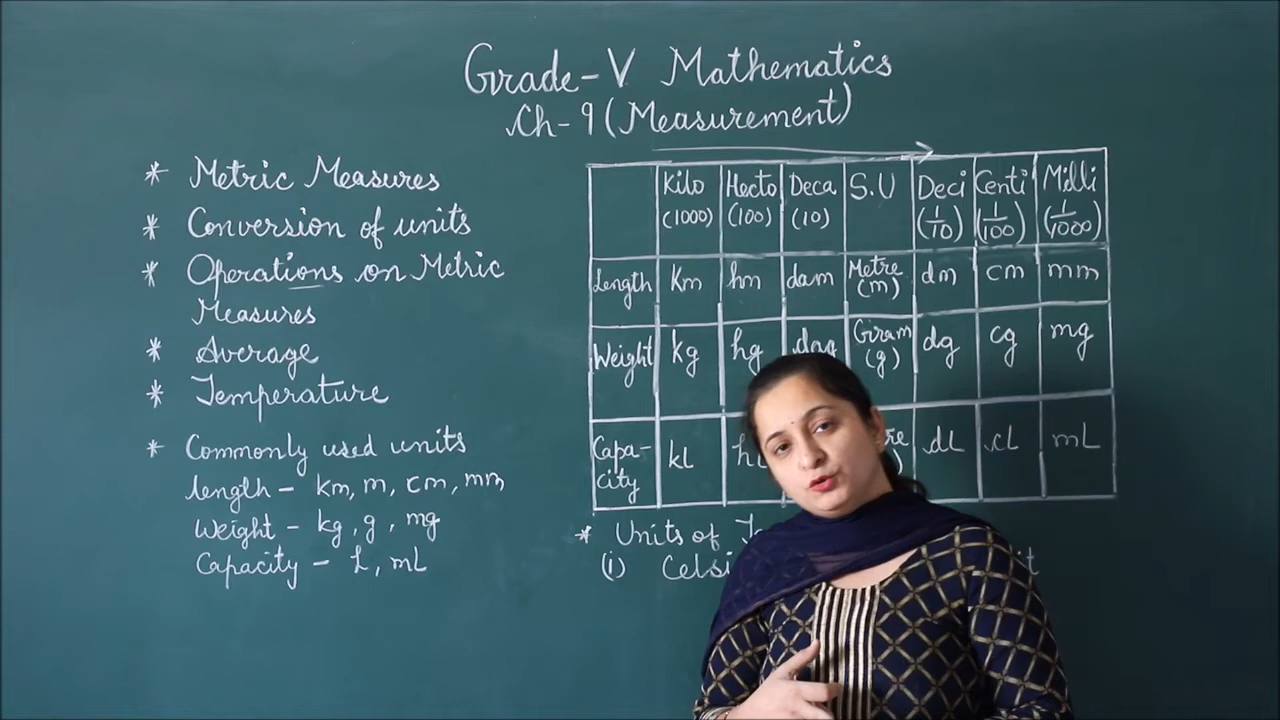 Grade-V Mathematics
Ch-9 (Measurement)
* Metric Measures
* Conversion of units
* Operations on Metric
Measures
* Average
* Temperature
* Commonly used units
Length - km, m, cm, mm
Weight - kg, g, mg
Capacity - L, mL
Kilo (1000) Hecto (100) Deca (10) S.U Deci (1/10) Centi (1/100) Milli (1/1000)
Length Km hm dam Metre (m) dm cm mm
Weight kg hg dag Gram (g) dg cg mg
Capa-city kL dL cL mL
* Units of
(i)